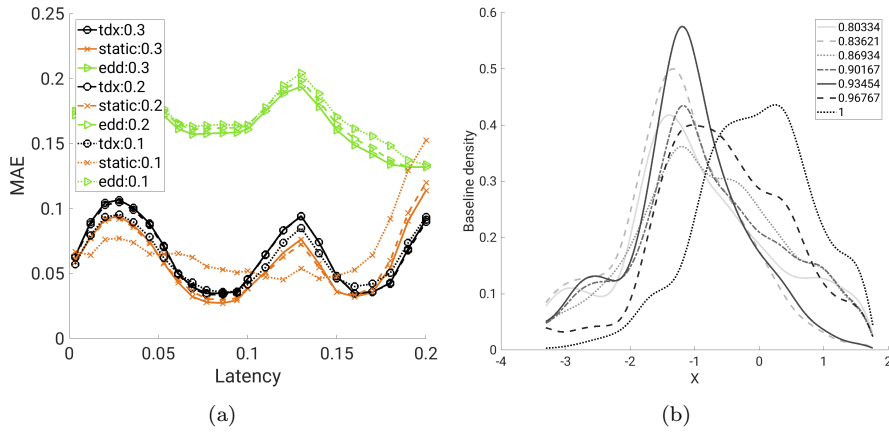 0.25
0.2
0.15
0.1
0.05
0
MAE
tdx:0.3
static:0.3
edd:0.3
tdx:0.2
static:0.2
edd:0.2
tdx:0.1
static:0.1
edd:0.1
0 0.05 0.1 0.15 0.2
Latency
(a)
0.6
0.5
0.4
0.3
0.2
0.1
0
Baseline density
0.80334
0.83621
0.86934
0.90167
0.93454
0.96767
1
-4 -3 -2 -1 0 1 2
X
(b)